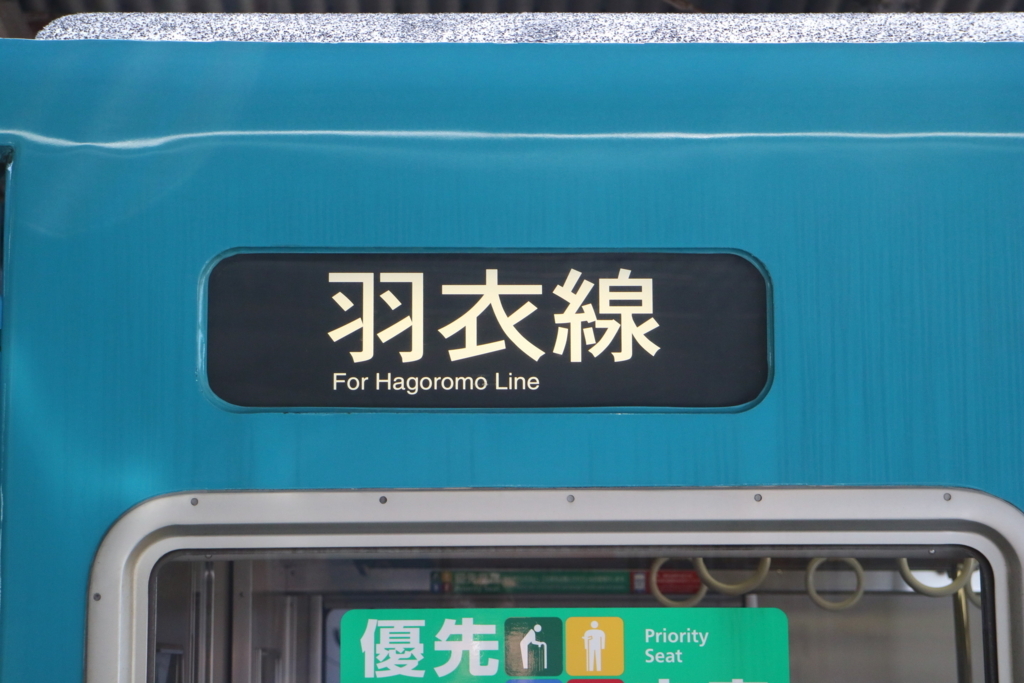 羽衣線
For Hagoromo Line
優先
Priority
Seat